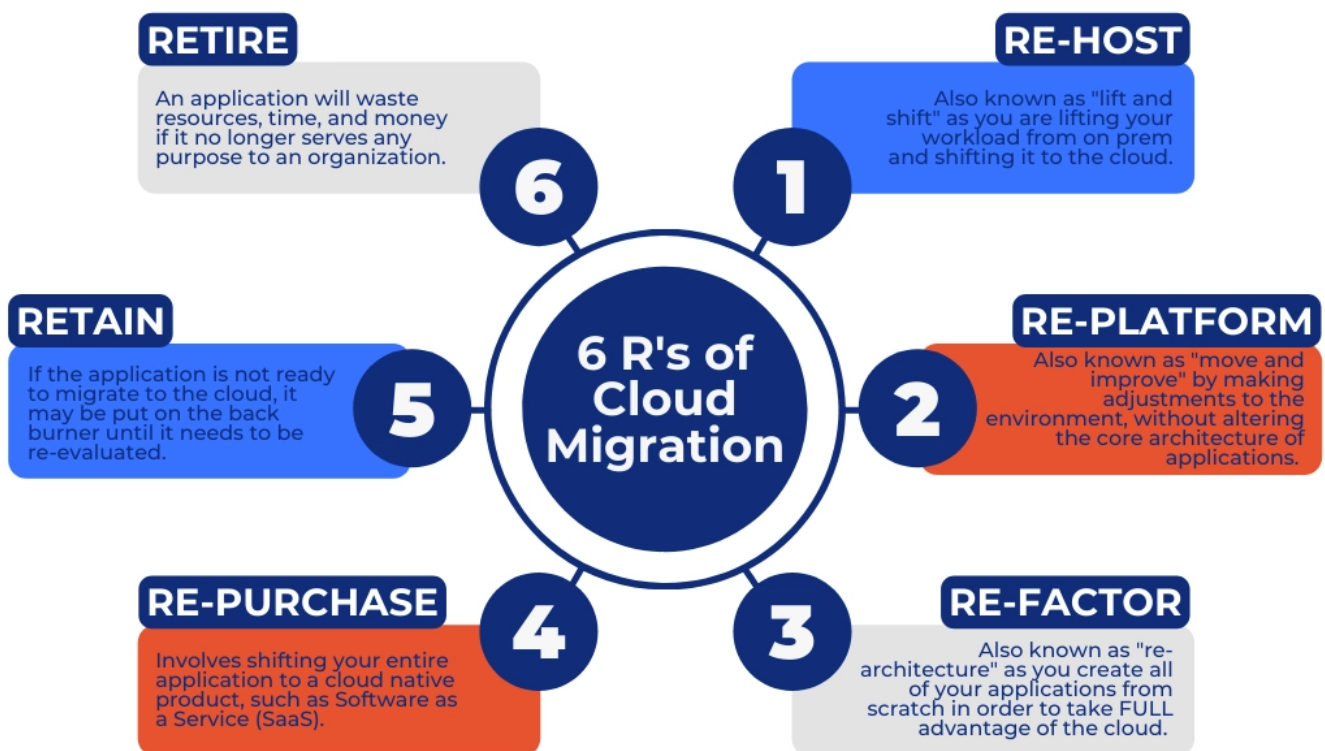 6 R's of
Cloud
Migration
1
RE-HOST
Also known as "lift and
shift" as you are lifting your
workload from on prem
and shifting it to the cloud.
2
RE-PLATFORM
Also known as "move and
improve" by making
adjustments to the
environment, without altering
the core architecture of
applications.
3
RE-FACTOR
Also known as "re-
architecture" as you create all
of your applications from
scratch in order to take FULL
advantage of the cloud.
4
RE-PURCHASE
Involves shifting your entire
application to a cloud native
product, such as Software as
a Service (SaaS).
5
RETAIN
If the application is not ready
to migrate to the cloud, it
may be put on the back
burner until it needs to be
re-evaluated.
6
RETIRE
An application will waste
resources, time, and money
if it no longer serves any
purpose to an organization.